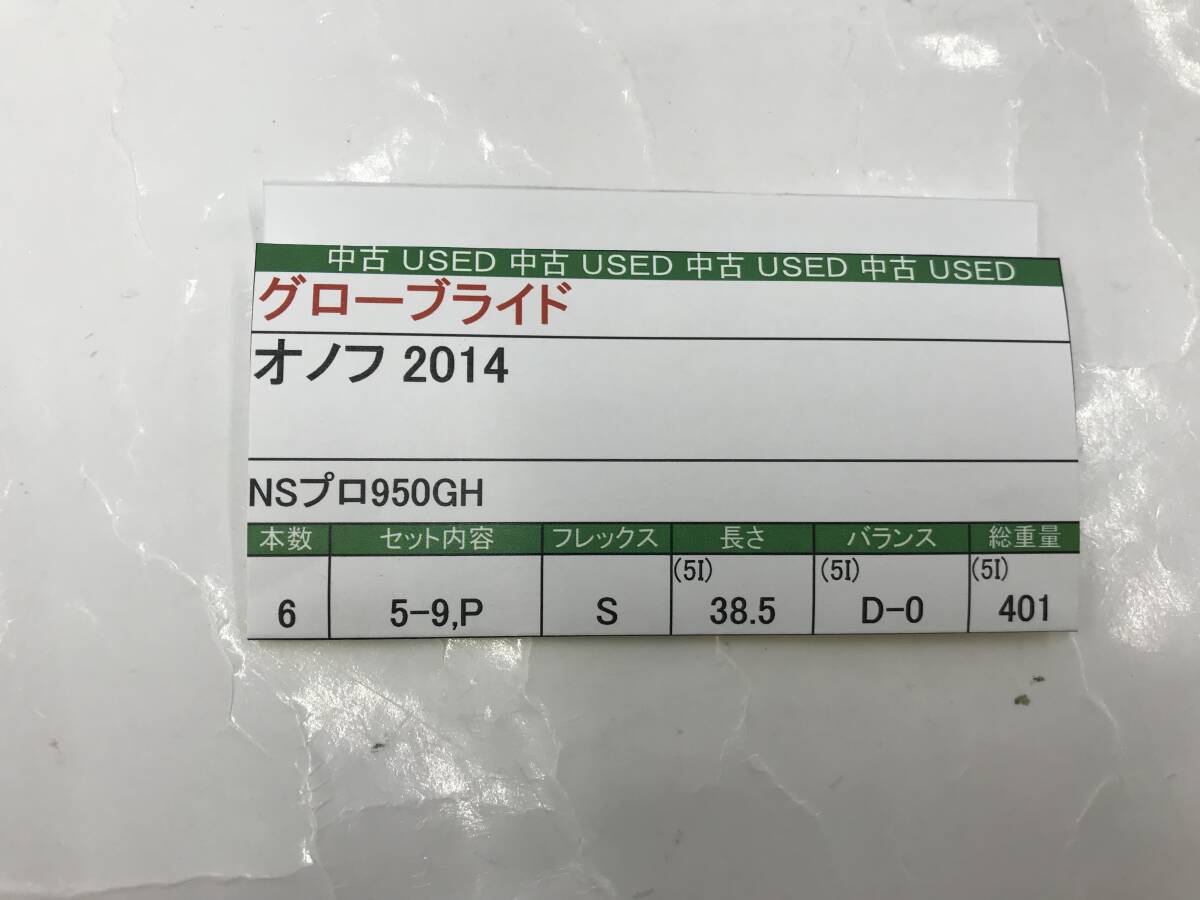 中古 USED 中古 USED 中古 USED 中古 USED
グローブライド
オノフ 2014
NSプロ950GH
本数 セット内容 フレックス 長さ バランス 総重量
(5I) (5I) (5I)
6 5-9,P S 38.5 D-0 401